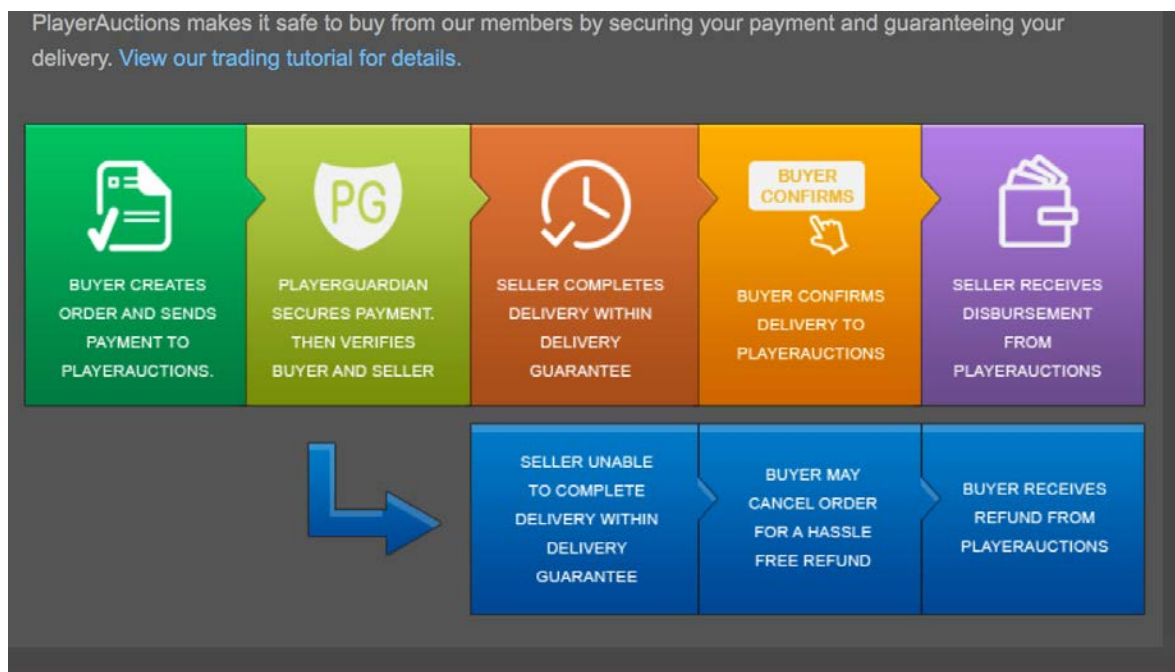 PlayerAuctions makes it safe to buy from our members by securing your payment and guaranteeing your
delivery. View our trading tutorial for details.
BUYER CREATES
ORDER AND SENDS
PAYMENT TO
PLAYERAUCTIONS.
PG
PLAYERGUARDIAN
SECURES PAYMENT.
THEN VERIFIES
BUYER AND SELLER
SELLER COMPLETES
DELIVERY WITHIN
DELIVERY
GUARANTEE
BUYER
CONFIRMS
BUYER CONFIRMS
DELIVERY TO
PLAYERAUCTIONS
SELLER RECEIVES
DISBURSEMENT
FROM
PLAYERAUCTIONS
SELLER UNABLE
TO COMPLETE
DELIVERY WITHIN
DELIVERY
GUARANTEE
BUYER MAY
CANCEL ORDER
FOR A HASSLE
FREE REFUND
BUYER RECEIVES
REFUND FROM
PLAYERAUCTIONS